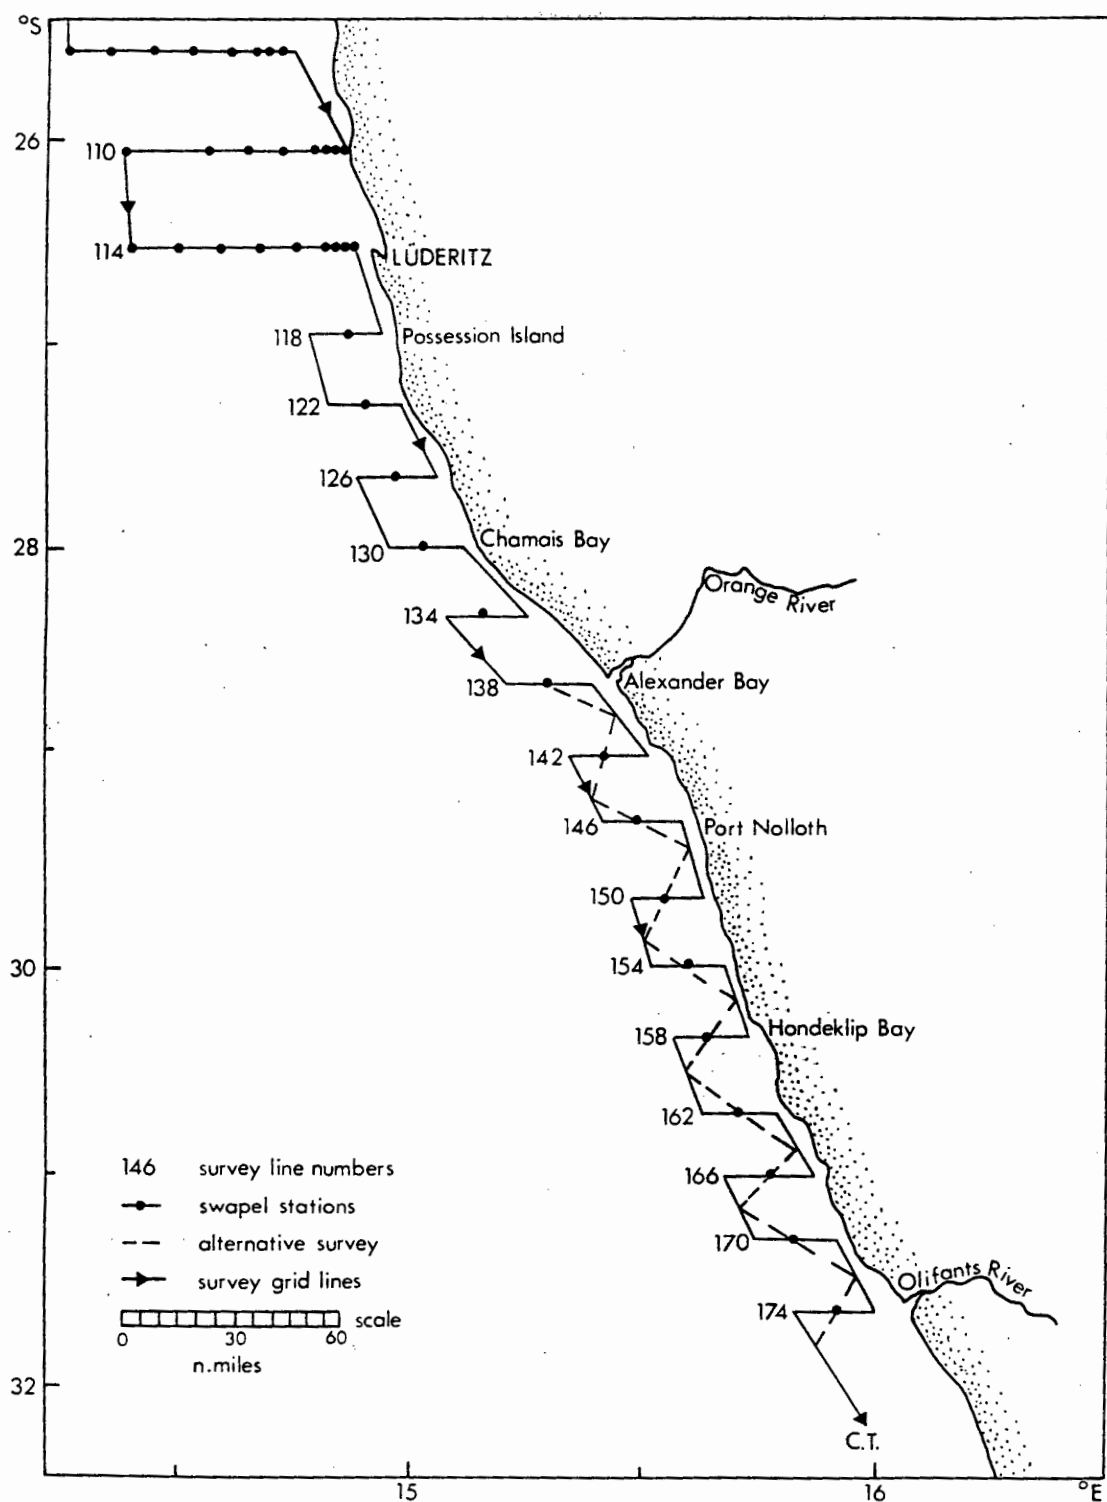 °S
26
110
114
LÜDERITZ
118
Possession Island
122
126
28
130
Chamais Bay
Orange River
134
138
Alexander Bay
142
146
Port Nolloth
150
30
154
158
Hondeklip Bay
162
146 survey line numbers
166
swapel stations
alternative survey
170
survey grid lines
Olifants River
174
scale
0 30 60
n.miles
32
C.T.
15 16 °E